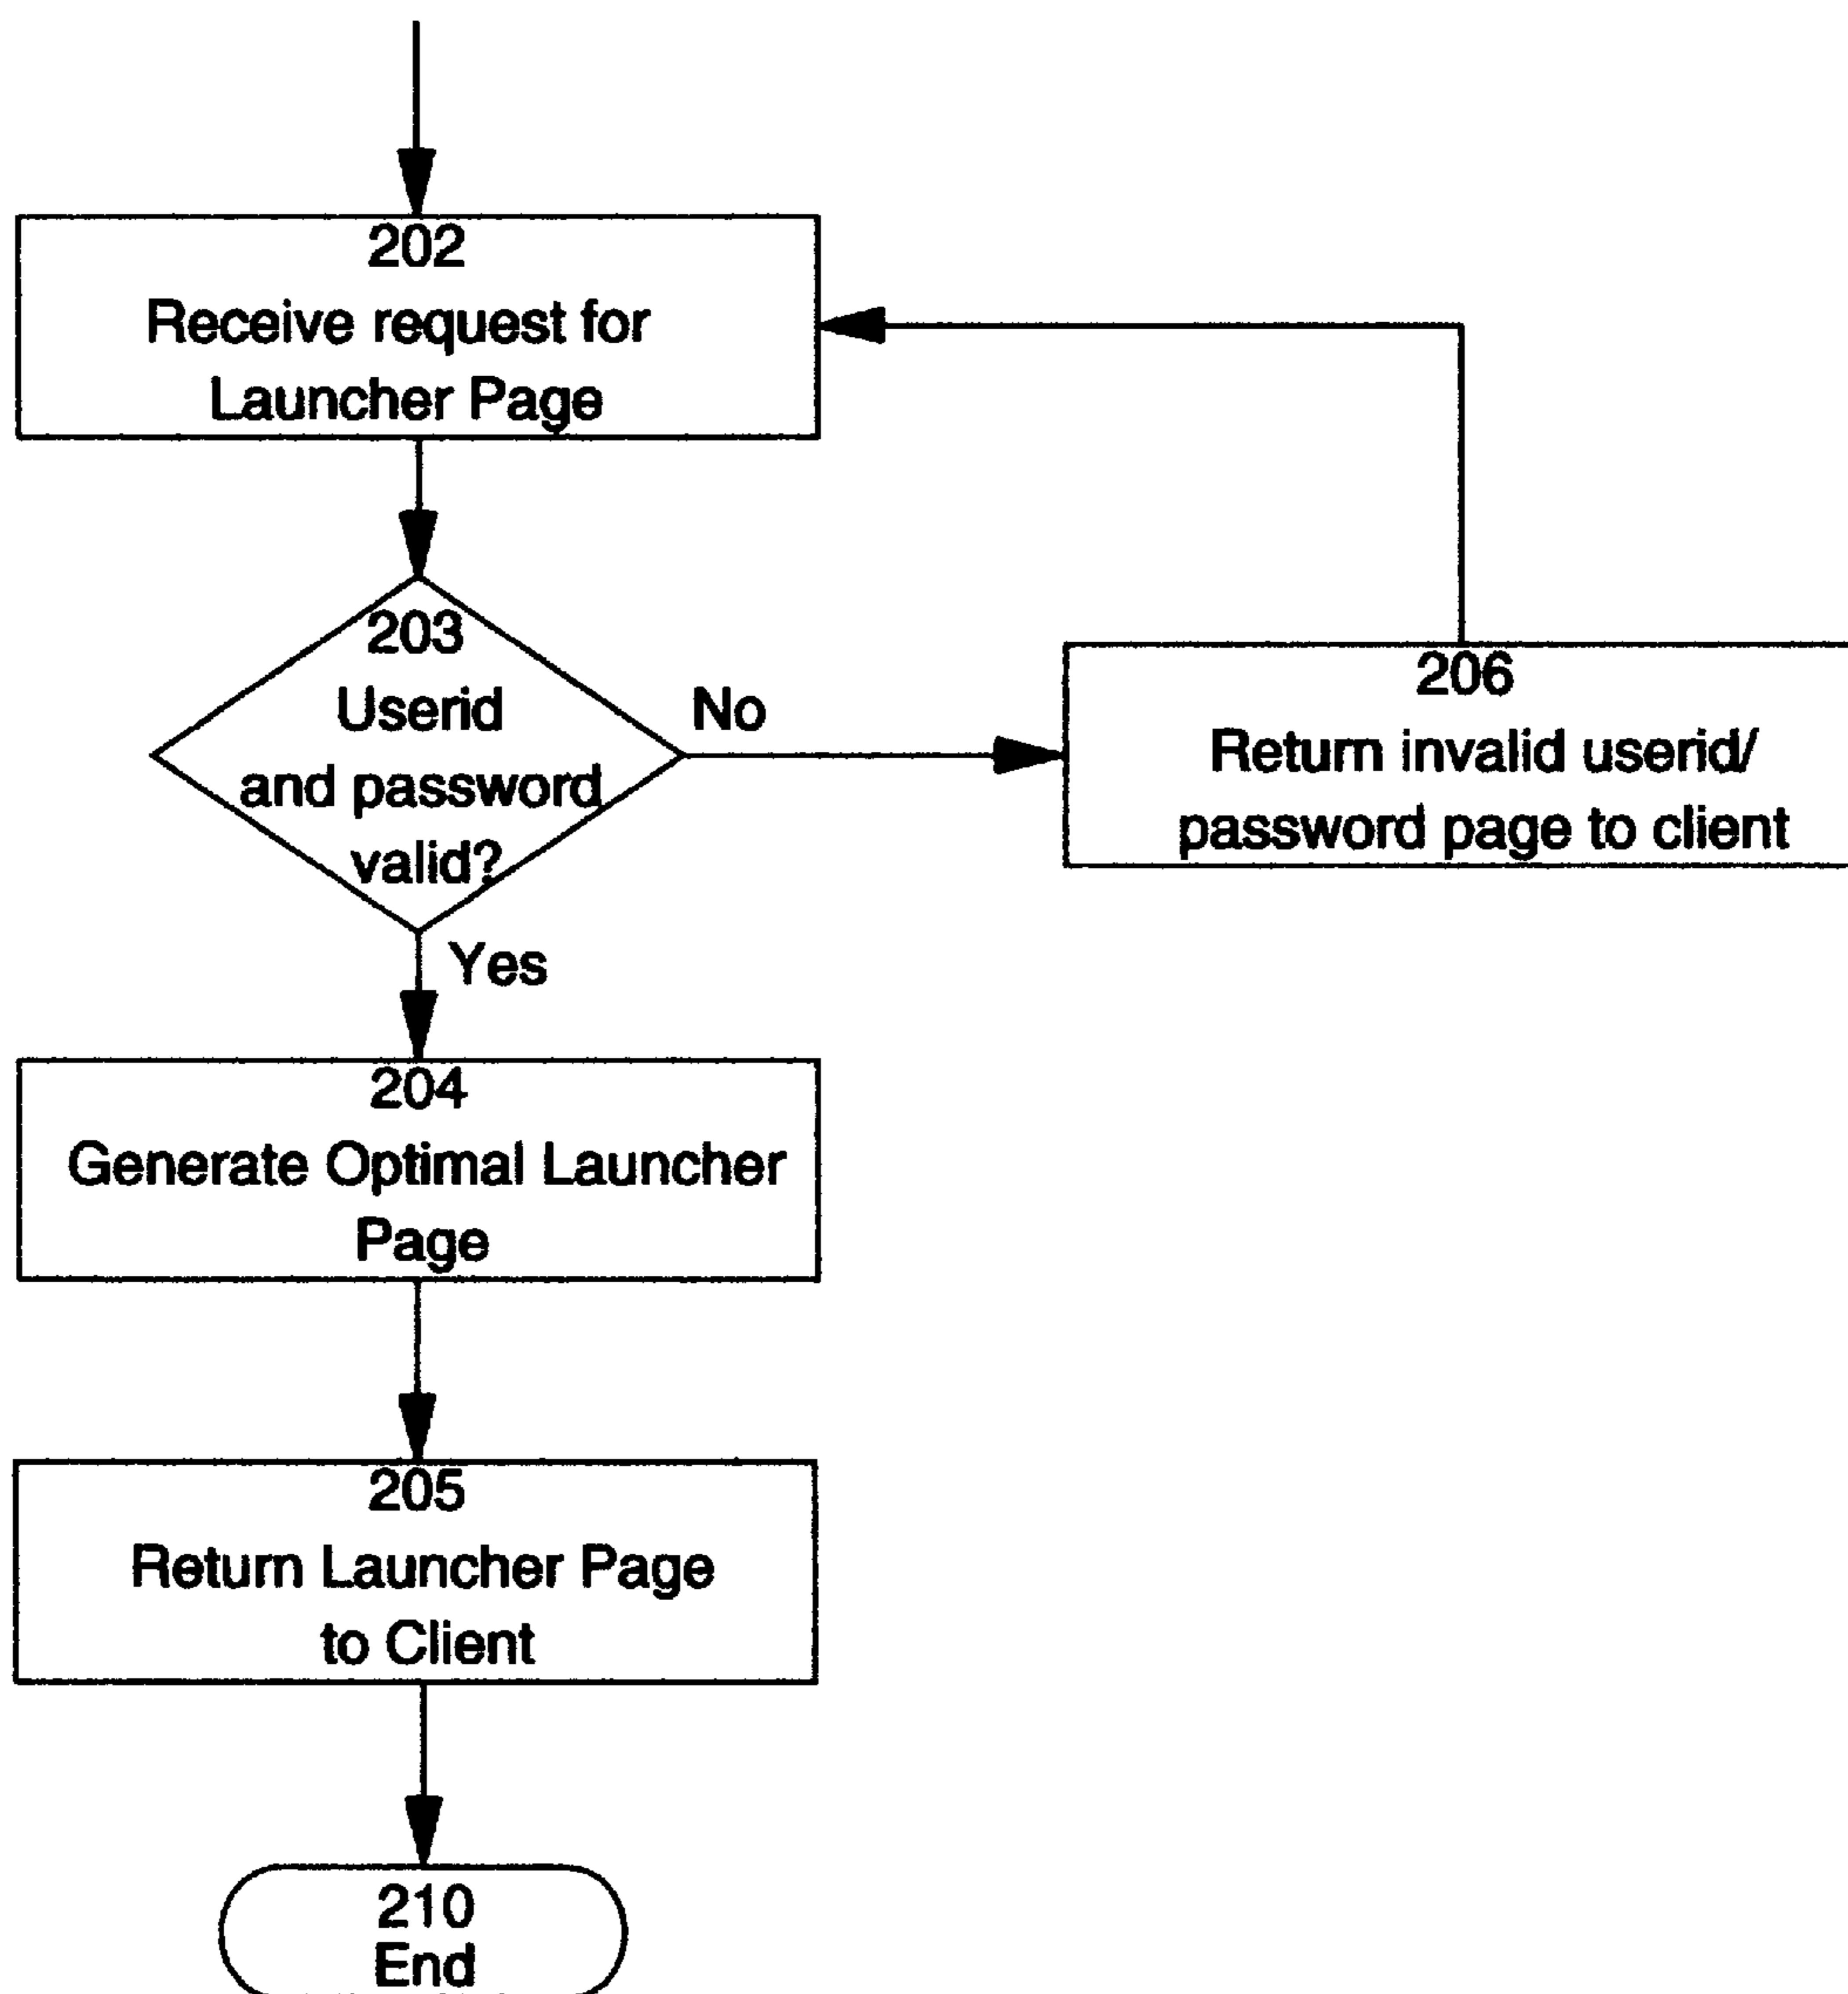 202
Receive request for
Launcher Page
203
Userid
and password
valid?
No
206
Return invalid userid/
password page to client
Yes
204
Generate Optimal Launcher
Page
205
Return Launcher Page
to Client
210
End